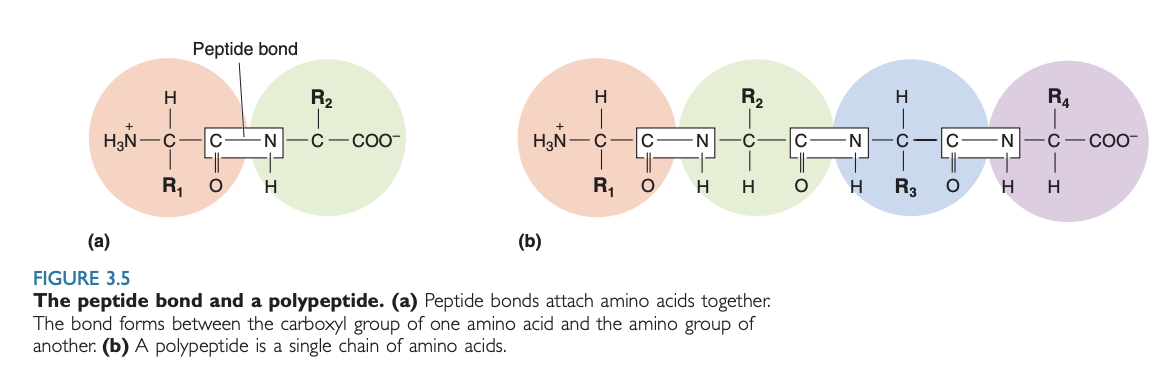 Peptide bond
H R2 H R2 H R4
+ +
H3N C C N C COO− H3N C C N C C N C C N C COO−
R1 O H R1 O H H O H R3 O H H
(a) (b)
FIGURE 3.5
The peptide bond and a polypeptide. (a) Peptide bonds attach amino acids together.
The bond forms between the carboxyl group of one amino acid and the amino group of
another. (b) A polypeptide is a single chain of amino acids.